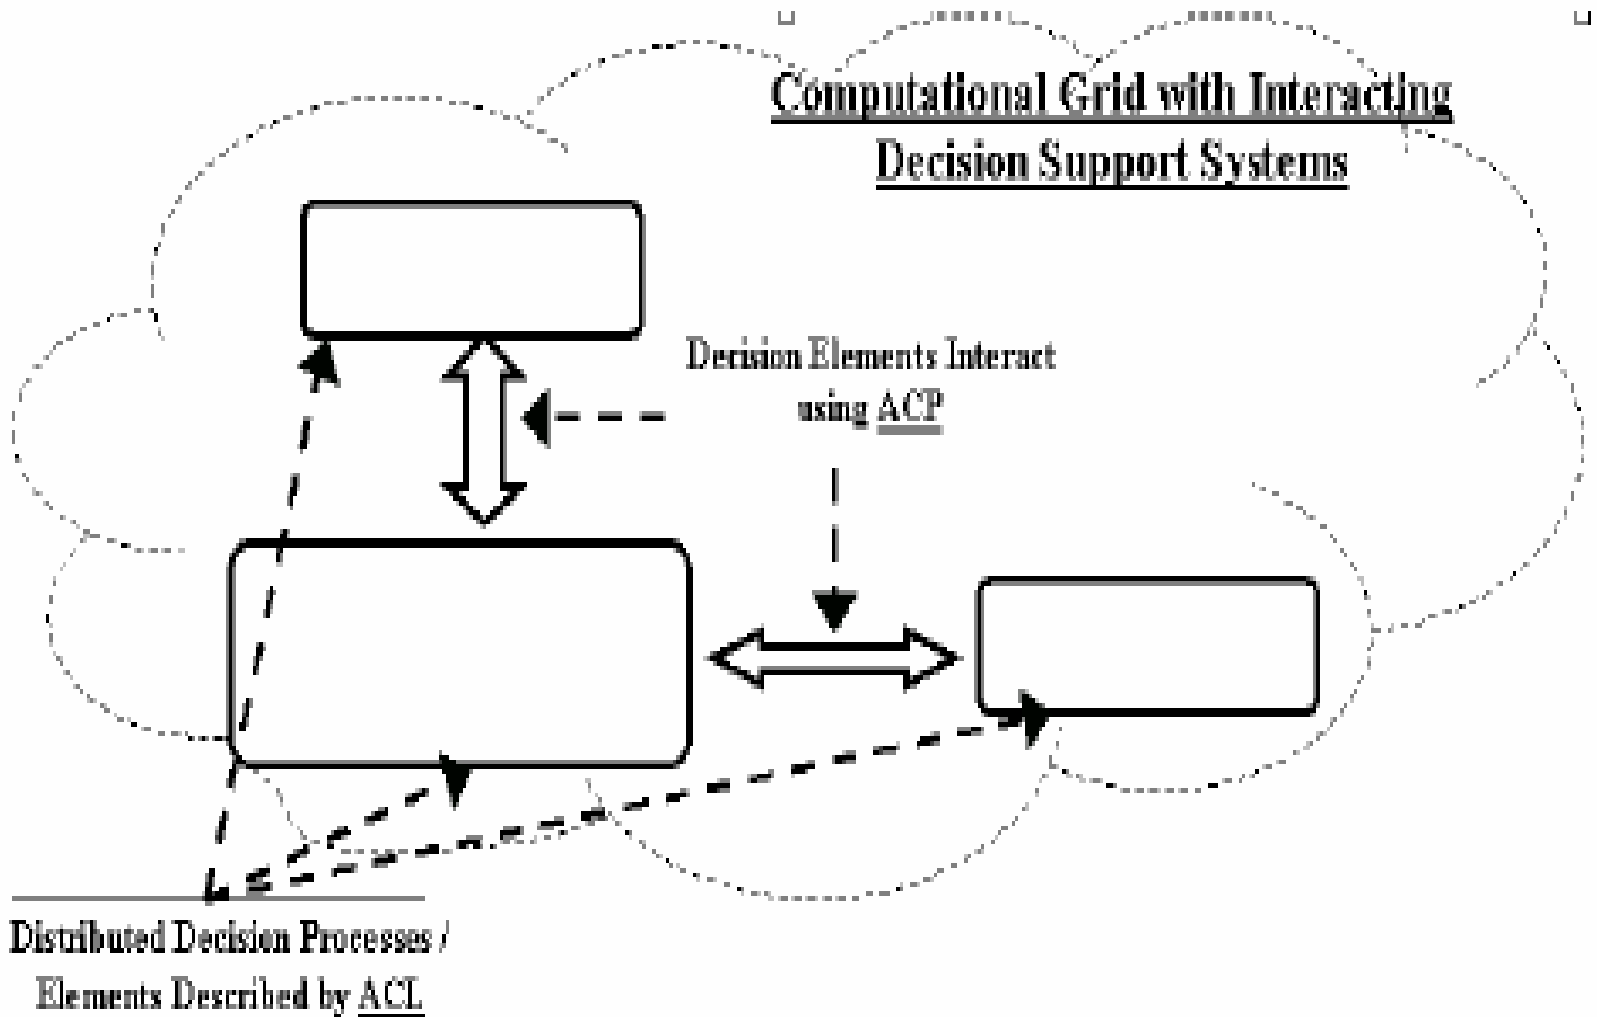 Computational Grid with Interacting
Decision Support Systems
Decision Elements Interact
using ACP
Distributed Decision Processes /
Elements Described by ACL